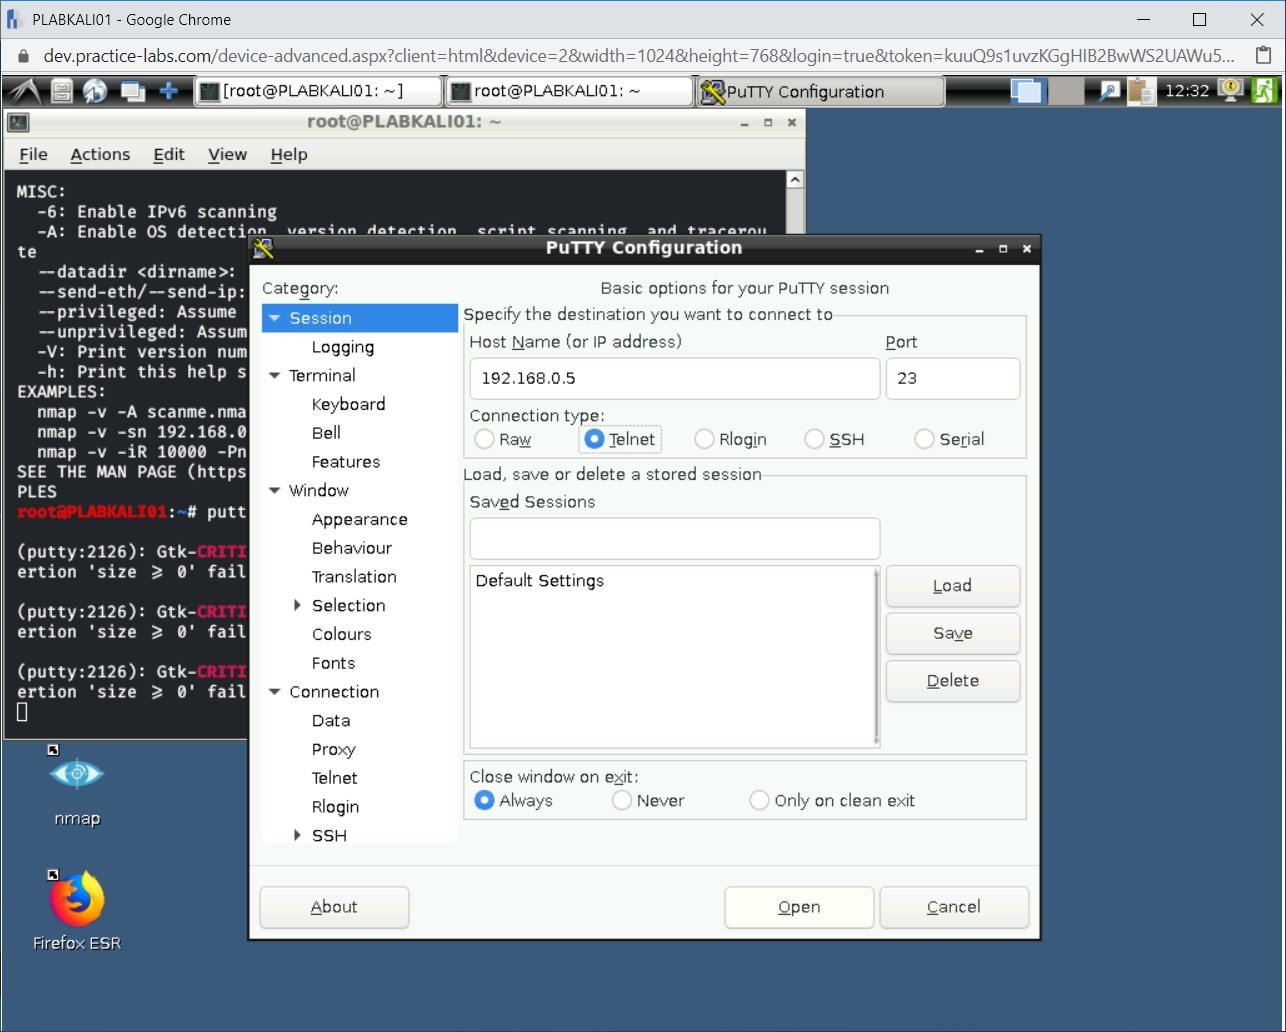 PLABKALI01 - Google Chrome
dev.practice-labs.com/device-advanced.aspx?client=html&device=2&width=1024&height=768&login=true&token=kuuQ9s1uvzKGgHIB2BwWS2UAWu5...
[root@PLABKALI01: ~]
root@PLABKALI01: ~
PuTTY Configuration
12:32
root@PLABKALI01: ~
File Actions Edit View Help
MISC:
-6: Enable IPv6 scanning
-A: Enable OS detection, version detection, script scanning, and tracerou
te
--datadir <dirname>:
--send-eth/--send-ip:
--privileged: Assume
--unprivileged: Assum
-V: Print version num
-h: Print this help s
EXAMPLES:
nmap -v -A scanme.nma
nmap -v -sn 192.168.0
nmap -v -iR 10000 -Pn
SEE THE MAN PAGE (https
PLES
root@PLABKALI01:~# putt
(putty:2126): Gtk-CRITI
ertion 'size ≥ 0' fail
(putty:2126): Gtk-CRITI
ertion 'size ≥ 0' fail
(putty:2126): Gtk-CRITI
ertion 'size ≥ 0' fail
nmap
Firefox ESR
PuTTY Configuration
Category:
Session
Logging
Terminal
Keyboard
Bell
Features
Window
Appearance
Behaviour
Translation
Selection
Colours
Fonts
Connection
Data
Proxy
Telnet
Rlogin
SSH
Basic options for your PuTTY session
Specify the destination you want to connect to
Host Name (or IP address) Port
192.168.0.5 23
Connection type:
Raw Telnet Rlogin SSH Serial
Load, save or delete a stored session
Saved Sessions
Default Settings
Load
Save
Delete
Close window on exit:
Always Never Only on clean exit
About Open Cancel